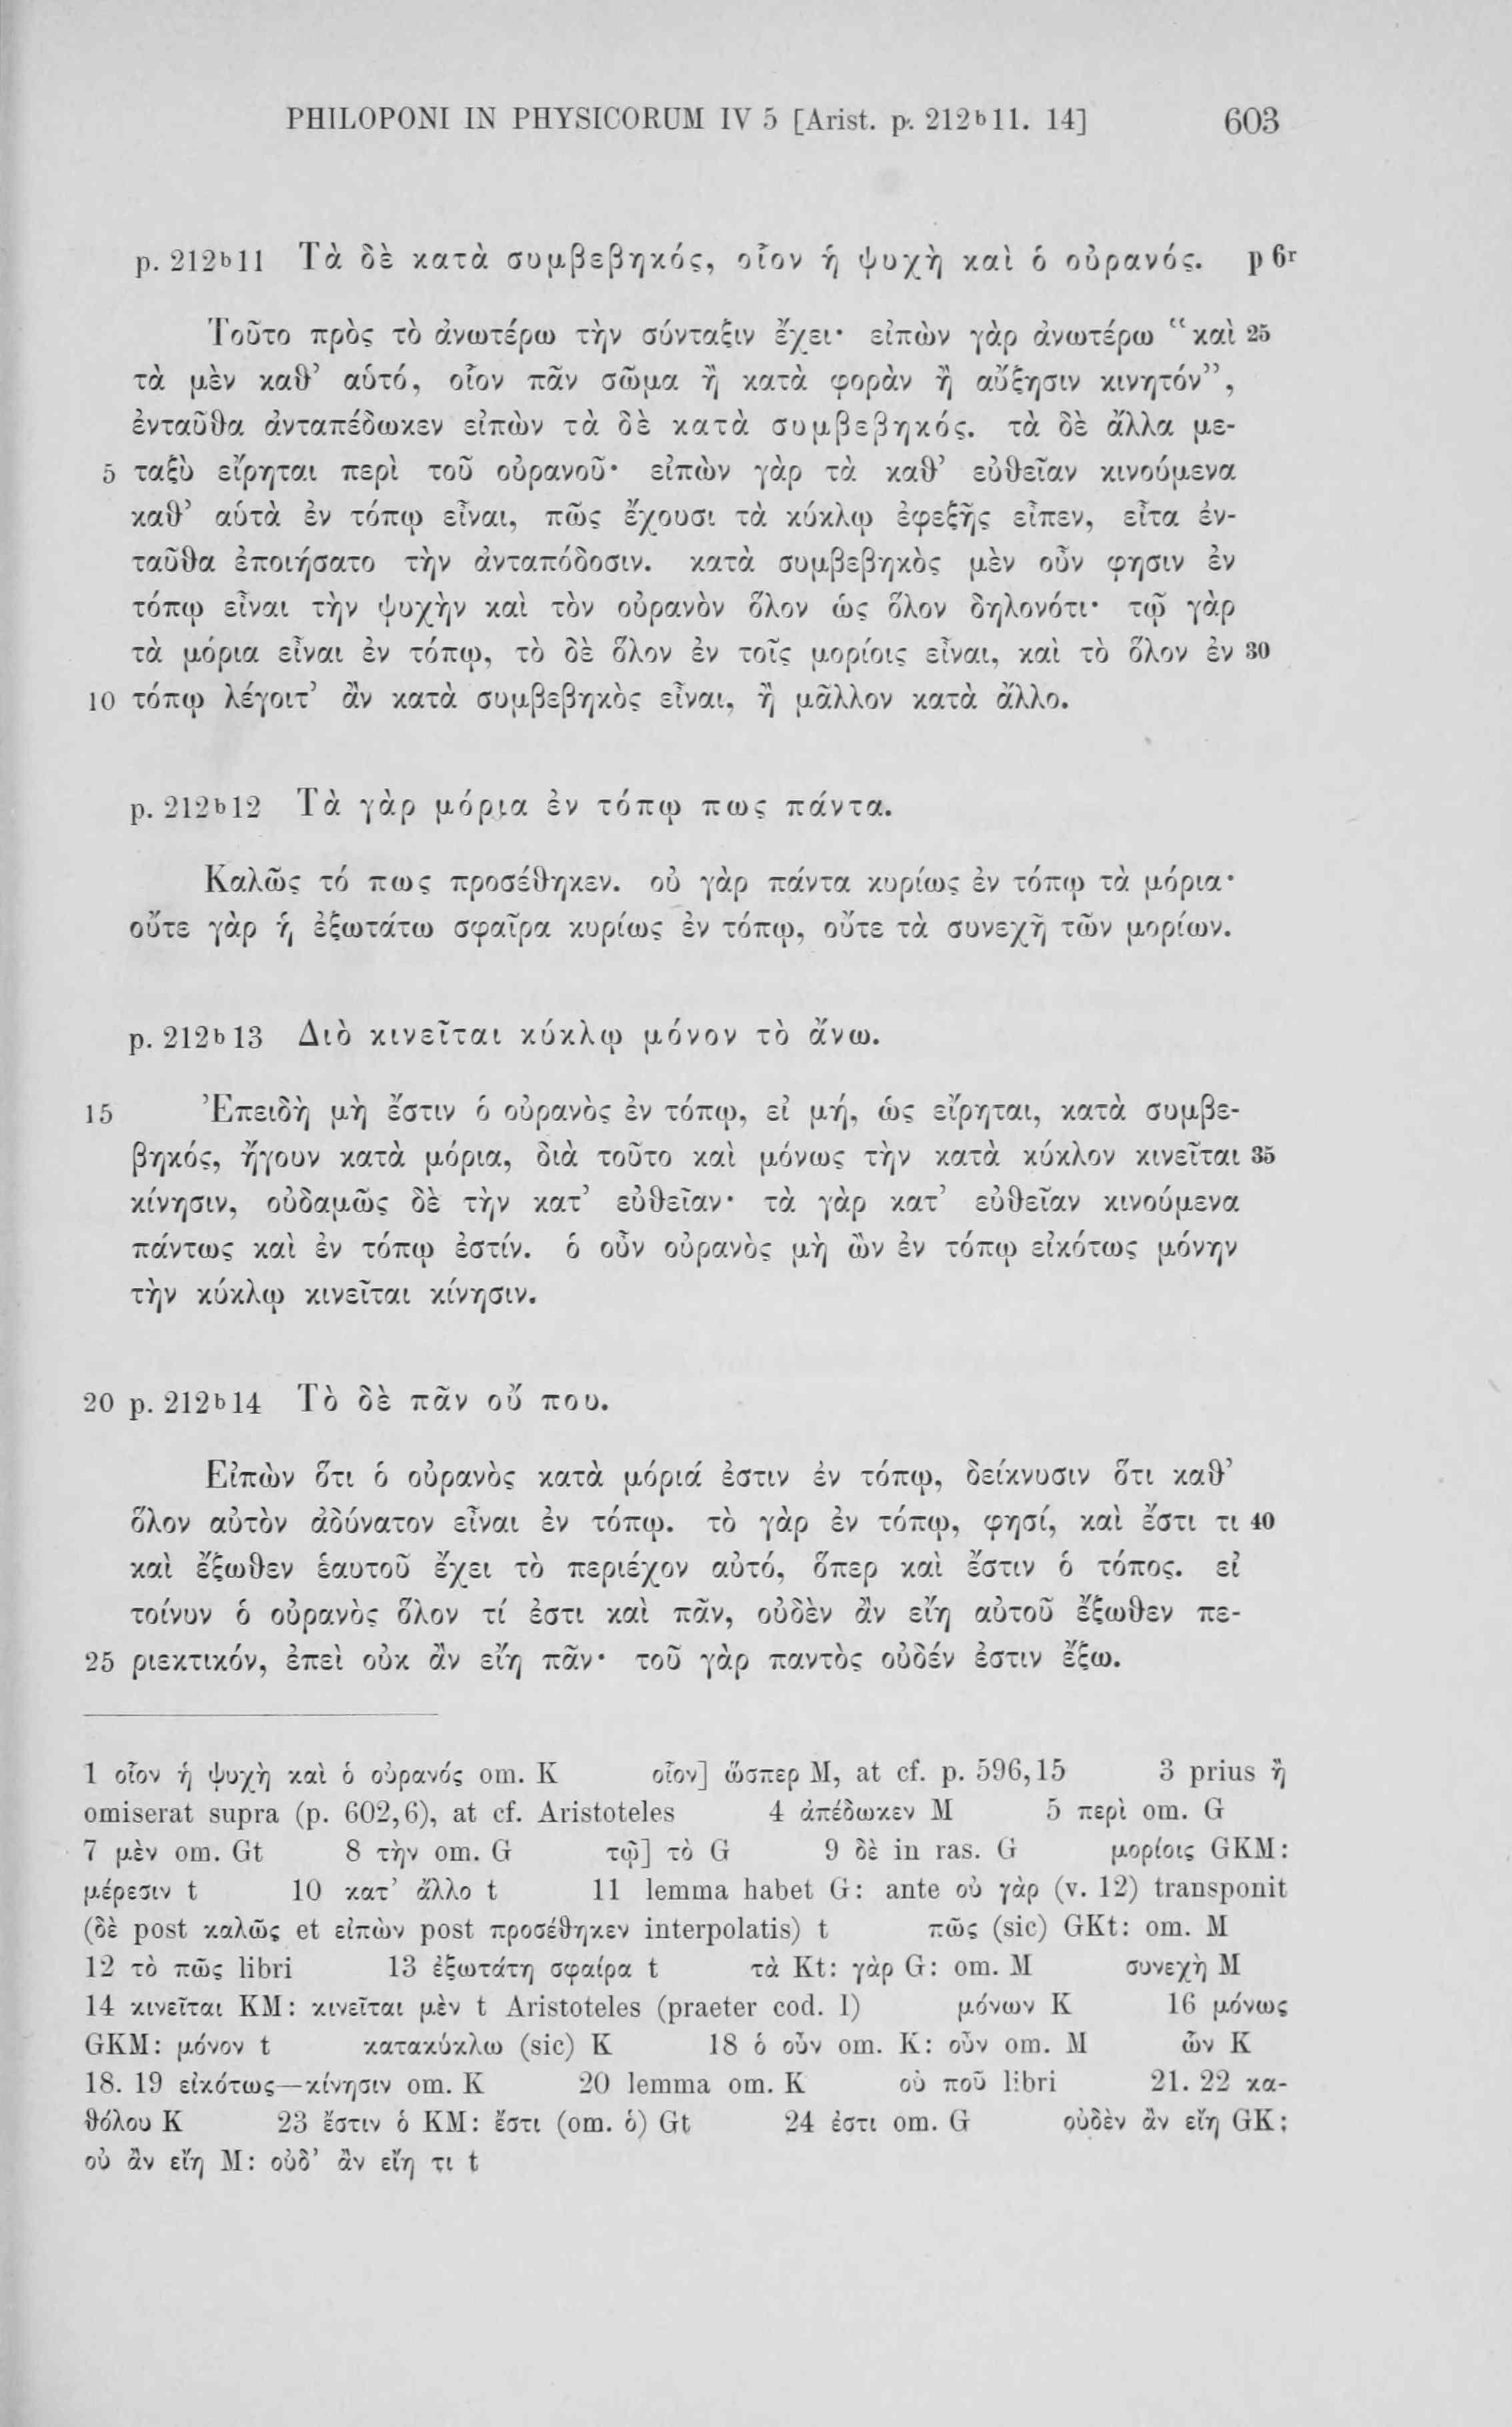 PHILOPONI IN PHYSICORUM IV 5 [Arist. p. 212ᵇ11. 14] 603
p. 212ᵇ11 Τὰ δὲ κατὰ συμβεβηκός, οἷον ἡ ψυχὴ καὶ ὁ οὐρανός. p 6ʳ
Τοῦτο πρὸς τὸ ἀνωτέρω τὴν σύνταξιν ἔχει· εἰπὼν γὰρ ἀνωτέρω “καὶ 25
τὰ μὲν καθ’ αὑτό, οἷον πᾶν σῶμα ἢ κατὰ φορὰν ἢ αὔξησιν κινητόν”,
ἐνταῦθα ἀνταπέδωκεν εἰπὼν τὰ δὲ κατὰ συμβεβηκός. τὰ δὲ ἄλλα με-
5 ταξὺ εἴρηται περὶ τοῦ οὐρανοῦ· εἰπὼν γὰρ τὰ καθ’ εὐθεῖαν κινούμενα
καθ’ αὑτὰ ἐν τόπῳ εἶναι, πῶς ἔχουσι τὰ κύκλῳ ἐφεξῆς εἶπεν, εἶτα ἐν-
ταῦθα ἐποιήσατο τὴν ἀνταπόδοσιν. κατὰ συμβεβηκὸς μὲν οὖν φησιν ἐν
τόπῳ εἶναι τὴν ψυχὴν καὶ τὸν οὐρανὸν ὅλον ὡς ὅλον δηλονότι· τῷ γὰρ
τὰ μόρια εἶναι ἐν τόπῳ, τὸ δὲ ὅλον ἐν τοῖς μορίοις εἶναι, καὶ τὸ ὅλον ἐν 30
10 τόπῳ λέγοιτ’ ἂν κατὰ συμβεβηκὸς εἶναι, ἢ μᾶλλον κατὰ ἄλλο.
p. 212ᵇ12 Τὰ γὰρ μόρια ἐν τόπῳ πως πάντα.
Καλῶς τό πως προσέθηκεν. οὐ γὰρ πάντα κυρίως ἐν τόπῳ τὰ μόρια·
οὔτε γὰρ ἡ ἐξωτάτω σφαῖρα κυρίως ἐν τόπῳ, οὔτε τὰ συνεχῆ τῶν μορίων.
p. 212ᵇ13 Διὸ κινεῖται κύκλῳ μόνον τὸ ἄνω.
15 Ἐπειδὴ μὴ ἔστιν ὁ οὐρανὸς ἐν τόπῳ, εἰ μή, ὡς εἴρηται, κατὰ συμβε-
βηκός, ἤγουν κατὰ μόρια, διὰ τοῦτο καὶ μόνως τὴν κατὰ κύκλον κινεῖται 35
κίνησιν, οὐδαμῶς δὲ τὴν κατ’ εὐθεῖαν· τὰ γὰρ κατ’ εὐθεῖαν κινούμενα
πάντως καὶ ἐν τόπῳ ἐστίν. ὁ οὖν οὐρανὸς μὴ ὢν ἐν τόπῳ εἰκότως μόνην
τὴν κύκλῳ κινεῖται κίνησιν.
20 p. 212ᵇ14 Τὸ δὲ πᾶν οὔ που.
Εἰπὼν ὅτι ὁ οὐρανὸς κατὰ μόριά ἐστιν ἐν τόπῳ, δείκνυσιν ὅτι καθ’
ὅλον αὐτὸν ἀδύνατον εἶναι ἐν τόπῳ. τὸ γὰρ ἐν τόπῳ, φησί, καὶ ἔστι τι 40
καὶ ἔξωθεν ἑαυτοῦ ἔχει τὸ περιέχον αὐτό, ὅπερ καὶ ἔστιν ὁ τόπος. εἰ
τοίνυν ὁ οὐρανὸς ὅλον τί ἐστι καὶ πᾶν, οὐδὲν ἂν εἴη αὐτοῦ ἔξωθεν πε-
25 ριεκτικόν, ἐπεὶ οὐκ ἂν εἴη πᾶν· τοῦ γὰρ παντὸς οὐδέν ἐστιν ἔξω.
1 οἷον ἡ ψυχὴ καὶ ὁ οὐρανός om. K οἷον] ὥσπερ M, at cf. p. 596,15 3 prius ἢ
omiserat supra (p. 602,6), at cf. Aristoteles 4 ἀπέδωκεν M 5 περὶ om. G
7 μὲν om. Gt 8 τὴν om. G τῷ] τὸ G 9 δὲ in ras. G μορίοις GKM:
μέρεσιν t 10 κατ’ ἄλλο t 11 lemma habet G: ante οὐ γὰρ (v. 12) transponit
(δὲ post καλῶς et εἰπὼν post προσέθηκεν interpolatis) t πῶς (sic) GKt: om. M
12 τὸ πῶς libri 13 ἐξωτάτη σφαίρα t τὰ Kt: γὰρ G: om. M συνεχὴ M
14 κινεῖται KM: κινεῖται μὲν t Aristoteles (praeter cod. I) μόνων K 16 μόνως
GKM: μόνον t κατακύκλω (sic) K 18 ὁ οὖν om. K: οὖν om. M ὦν K
18. 19 εἰκότως—κίνησιν om. K 20 lemma om. K οὐ ποῦ libri 21. 22 κα-
θόλου K 23 ἔστιν ὁ KM: ἔστι (om. ὁ) Gt 24 ἐστι om. G οὐδὲν ἂν εἴη GK:
οὐ ἂν εἴη M: οὐδ’ ἂν εἴη τι t